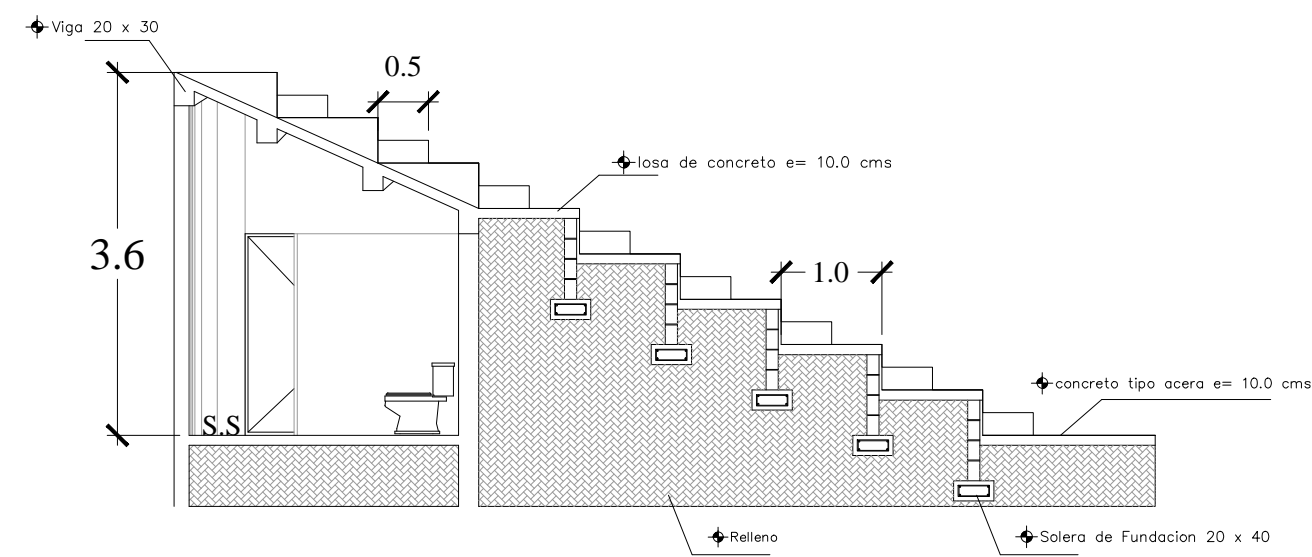 Viga 20 x 30
0.5
losa de concreto e= 10.0 cms
3.6
1.0
concreto tipo acera e= 10.0 cms
S.S
Relleno
Solera de Fundacion 20 x 40